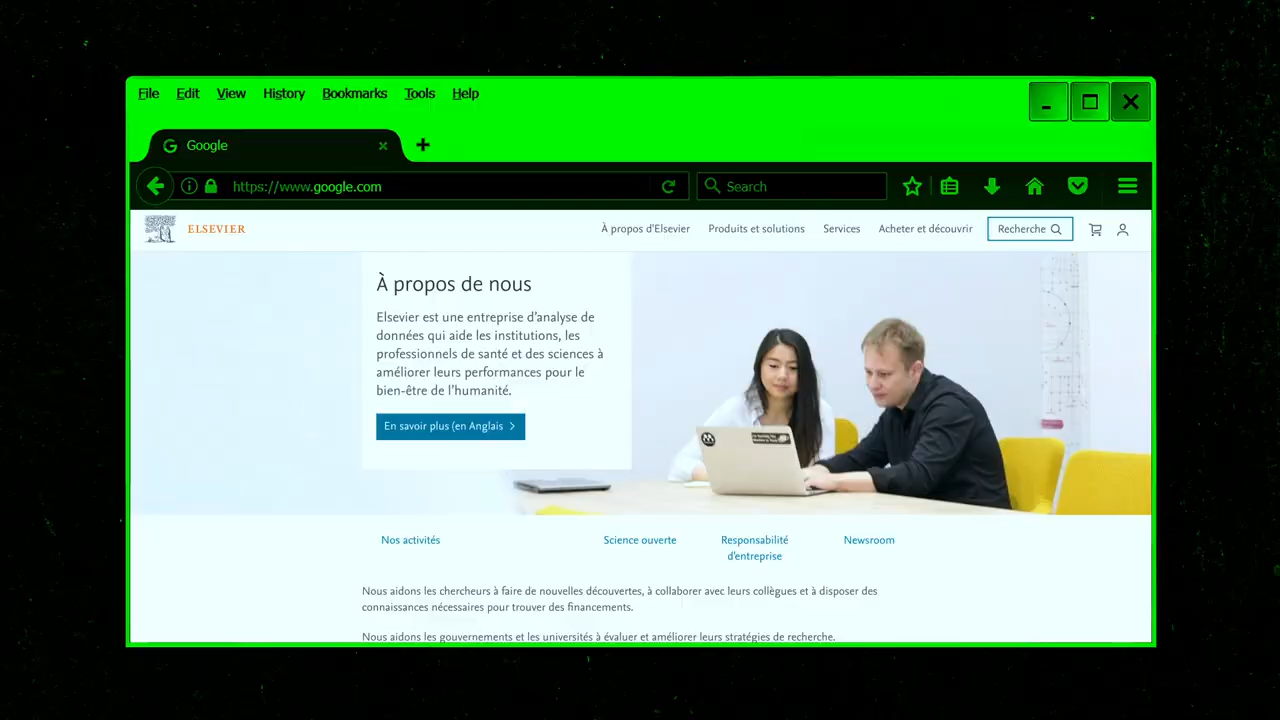 File Edit View History Bookmarks Tools Help
Google
https://www.google.com Search
ELSEVIER À propos d'Elsevier Produits et solutions Services Acheter et découvrir Recherche
À propos de nous
Elsevier est une entreprise d'analyse de
données qui aide les institutions, les
professionnels de santé et des sciences à
améliorer leurs performances pour le
bien-être de l'humanité.
En savoir plus (en Anglais
Nos activités Science ouverte Responsabilité d'entreprise Newsroom
Nous aidons les chercheurs à faire de nouvelles découvertes, à collaborer avec leurs collègues et à disposer des
connaissances nécessaires pour trouver des financements.
Nous aidons les gouvernements et les universités à évaluer et améliorer leurs stratégies de recherche.